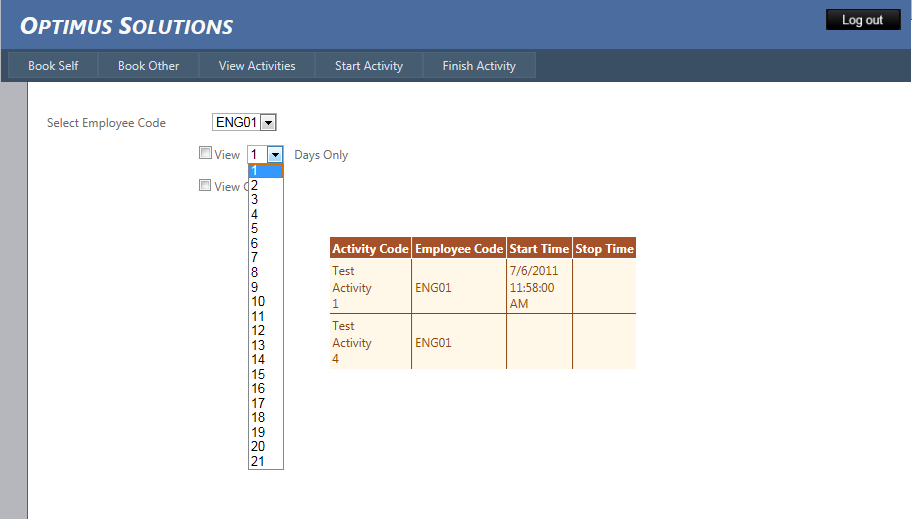 OPTIMUS SOLUTIONS
Log out
Book Self
Book Other
View Activities
Start Activity
Finish Activity
Select Employee Code
ENG01
View
1
Days Only
View
1
2
3
4
5
6
7
8
9
10
11
12
13
14
15
16
17
18
19
20
21
Activity Code Employee Code Start Time Stop Time
Test
Activity
1
ENG01
7/6/2011
11:58:00
AM
Test
Activity
4
ENG01